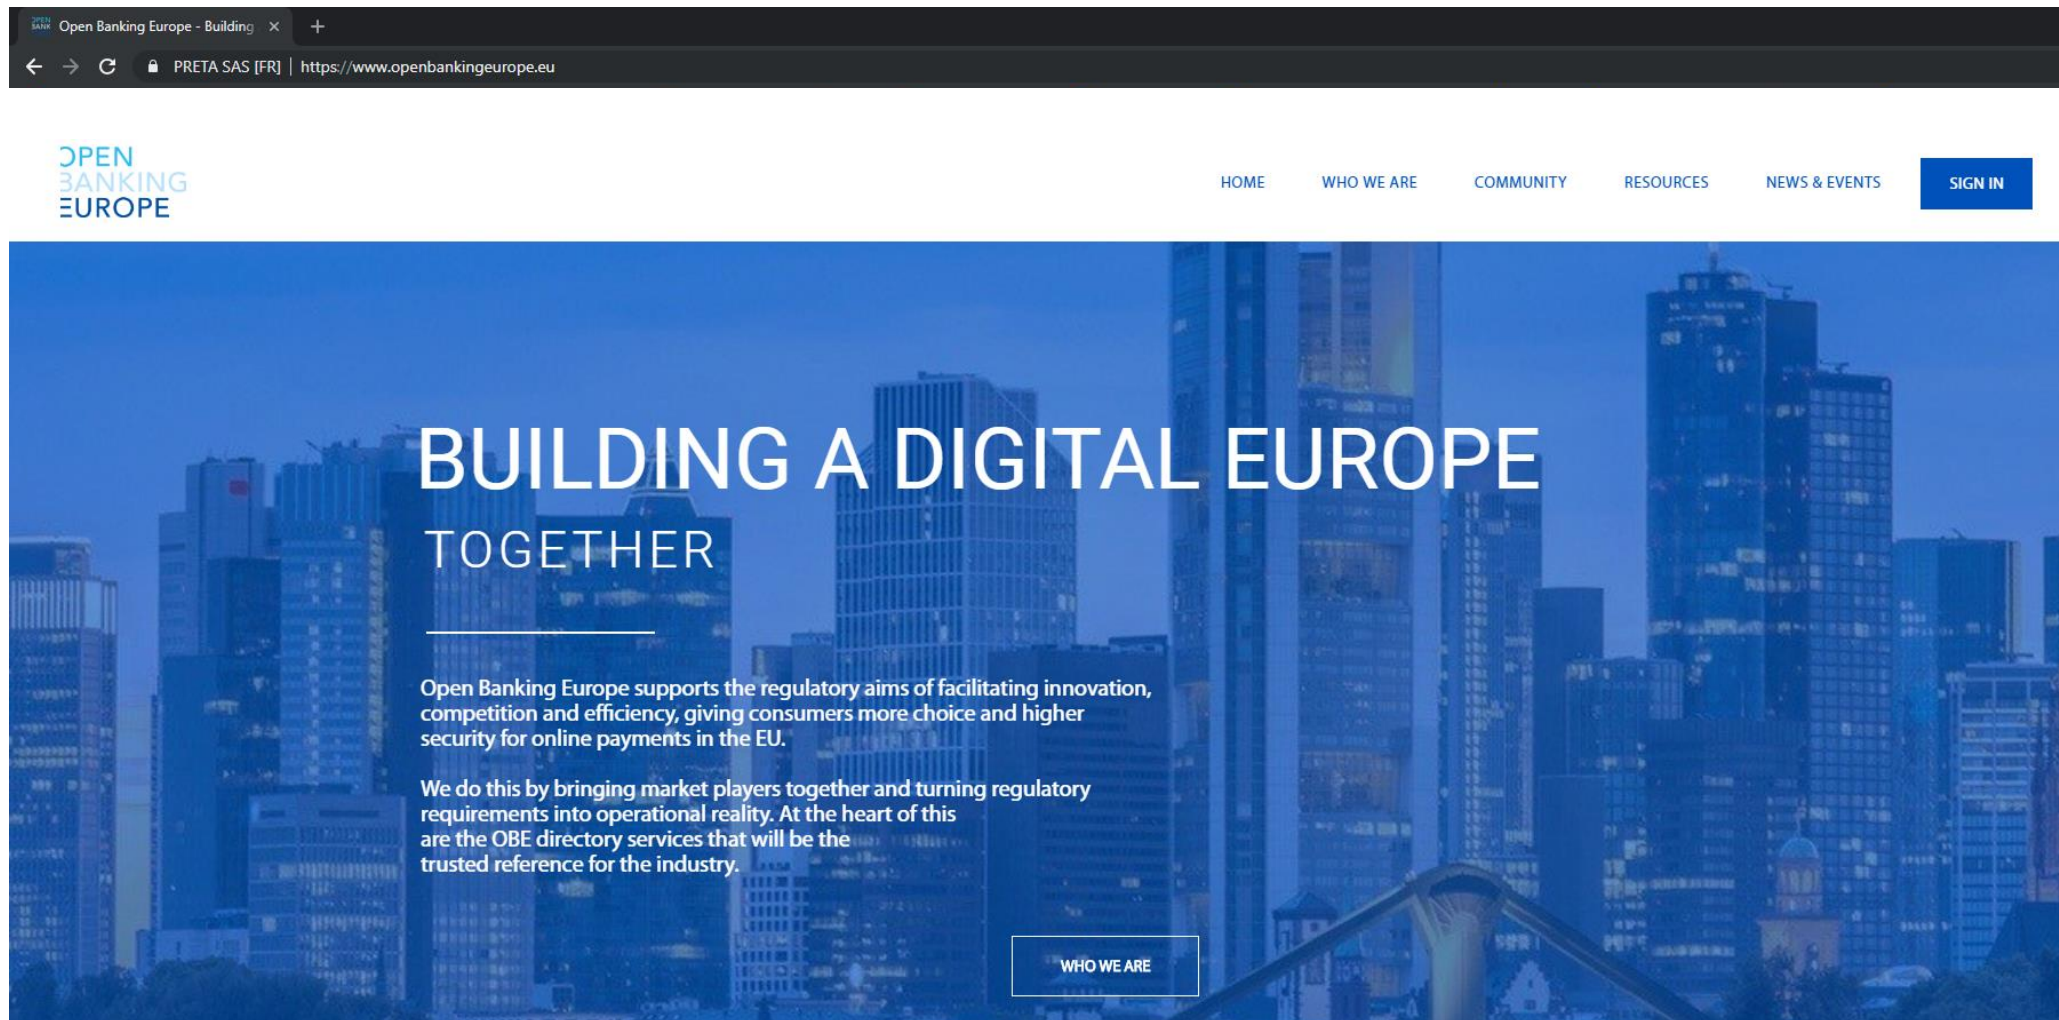 OPEN BANK
Open Banking Europe - Building
PRETA SAS [FR] | https://www.openbankingeurope.eu
OPEN
BANKING
EUROPE
HOME WHO WE ARE COMMUNITY RESOURCES NEWS & EVENTS SIGN IN
BUILDING A DIGITAL EUROPE
TOGETHER
Open Banking Europe supports the regulatory aims of facilitating innovation,
competition and efficiency, giving consumers more choice and higher
security for online payments in the EU.
We do this by bringing market players together and turning regulatory
requirements into operational reality. At the heart of this
are the OBE directory services that will be the
trusted reference for the industry.
WHO WE ARE